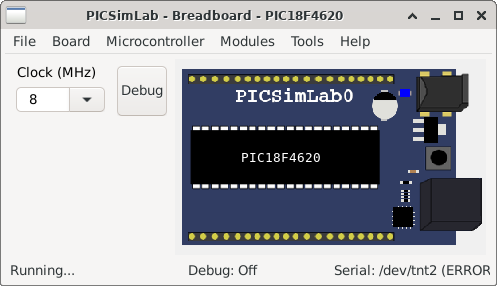 PICSimLab - Breadboard - PIC18F4620
File Board Microcontroller Modules Tools Help
Clock (MHz)
8
Debug
PICSimLab0
PIC18F4620
Running... Debug: Off Serial: /dev/tnt2 (ERROR